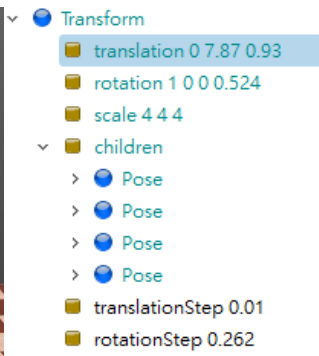 Transform
translation 0 7.87 0.93
rotation 1 0 0 0.524
scale 4 4 4
children
Pose
Pose
Pose
Pose
translationStep 0.01
rotationStep 0.262